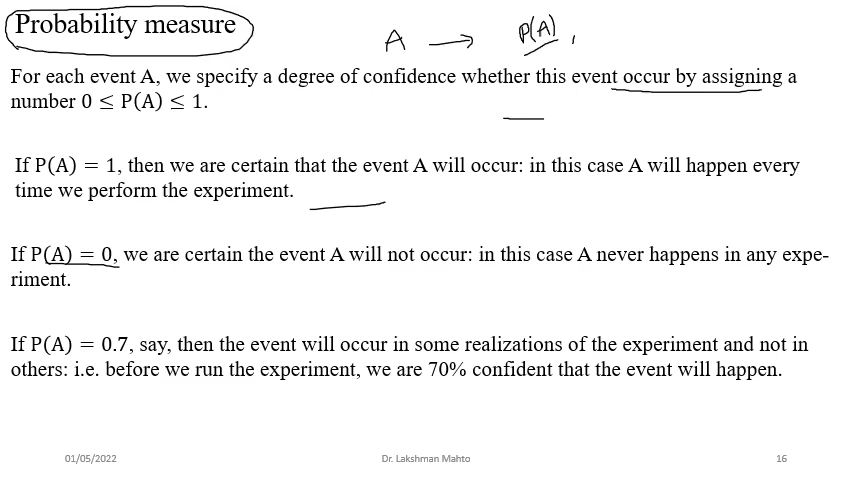 Probability measure
A → P(A),
For each event A, we specify a degree of confidence whether this event occur by assigning a
number 0 ≤ P(A) ≤ 1.
If P(A) = 1, then we are certain that the event A will occur: in this case A will happen every
time we perform the experiment.
If P(A) = 0, we are certain the event A will not occur: in this case A never happens in any expe-
riment.
If P(A) = 0.7, say, then the event will occur in some realizations of the experiment and not in
others: i.e. before we run the experiment, we are 70% confident that the event will happen.
01/05/2022 Dr. Lakshman Mahto 16